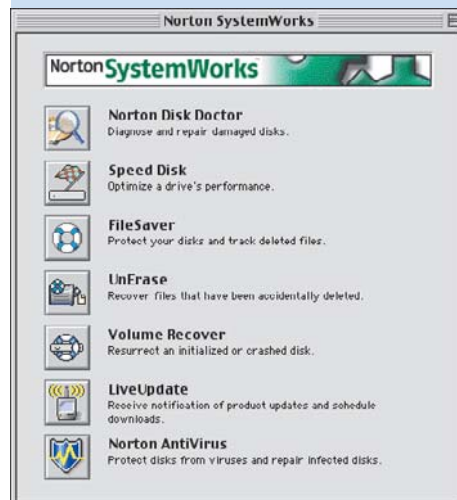 Norton SystemWorks
Norton SystemWorks
Norton Disk Doctor
Diagnose and repair damaged disks.
Speed Disk
Optimize a drive's performance.
FileSaver
Protect your disks and track deleted files.
UnErase
Recover files that have been accidentally deleted.
Volume Recover
Resurrect an initialized or crashed disk.
LiveUpdate
Receive notification of product updates and schedule
downloads.
Norton AntiVirus
Protect disks from viruses and repair infected disks.